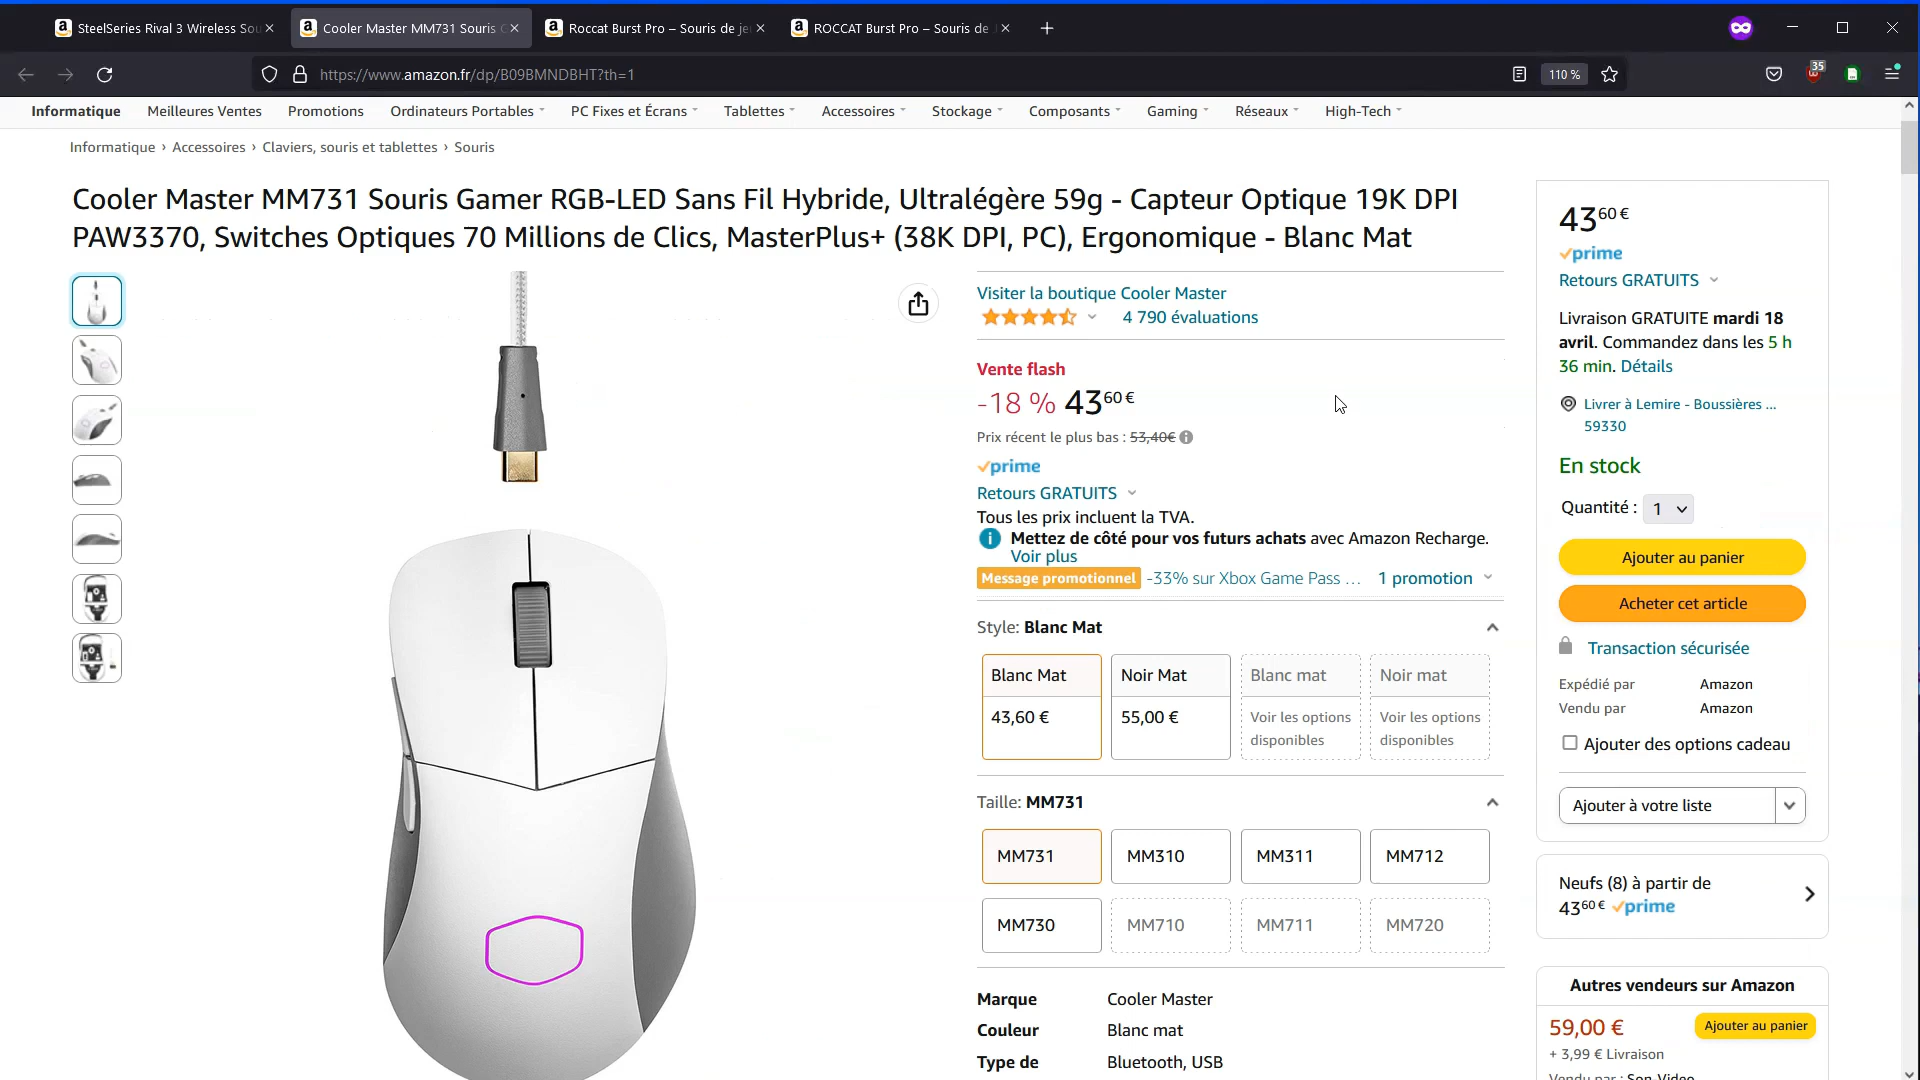 SteelSeries Rival 3 Wireless Sou
Cooler Master MM731 Souris G
Roccat Burst Pro – Souris de je
ROCCAT Burst Pro – Souris de
https://www.amazon.fr/dp/B09BMNDBHT?th=1
110 %
35
Informatique
Meilleures Ventes
Promotions
Ordinateurs Portables
PC Fixes et Écrans
Tablettes
Accessoires
Stockage
Composants
Gaming
Réseaux
High-Tech
Informatique › Accessoires › Claviers, souris et tablettes › Souris
Cooler Master MM731 Souris Gamer RGB-LED Sans Fil Hybride, Ultralégère 59g - Capteur Optique 19K DPI
PAW3370, Switches Optiques 70 Millions de Clics, MasterPlus+ (38K DPI, PC), Ergonomique - Blanc Mat
Visiter la boutique Cooler Master
4 790 évaluations
Vente flash
-18 % 43,60 €
Prix récent le plus bas : 53,40€
prime
Retours GRATUITS
Tous les prix incluent la TVA.
Mettez de côté pour vos futurs achats avec Amazon Recharge.
Voir plus
Message promotionnel -33% sur Xbox Game Pass … 1 promotion
Style: Blanc Mat
Blanc Mat
43,60 €
Noir Mat
55,00 €
Blanc mat
Voir les options
disponibles
Noir mat
Voir les options
disponibles
Taille: MM731
MM731
MM310
MM311
MM712
MM730
MM710
MM711
MM720
Marque Cooler Master
Couleur Blanc mat
Type de Bluetooth, USB
43 60 €
prime
Retours GRATUITS
Livraison GRATUITE mardi 18
avril. Commandez dans les 5 h
36 min. Détails
Livrer à Lemire - Boussières ...
59330
En stock
Quantité : 1
Ajouter au panier
Acheter cet article
Transaction sécurisée
Expédié par Amazon
Vendu par Amazon
Ajouter des options cadeau
Ajouter à votre liste
Neufs (8) à partir de
43 60 € prime
Autres vendeurs sur Amazon
59,00 €
Ajouter au panier
+ 3,99 € Livraison
Vendu par : Son-Video